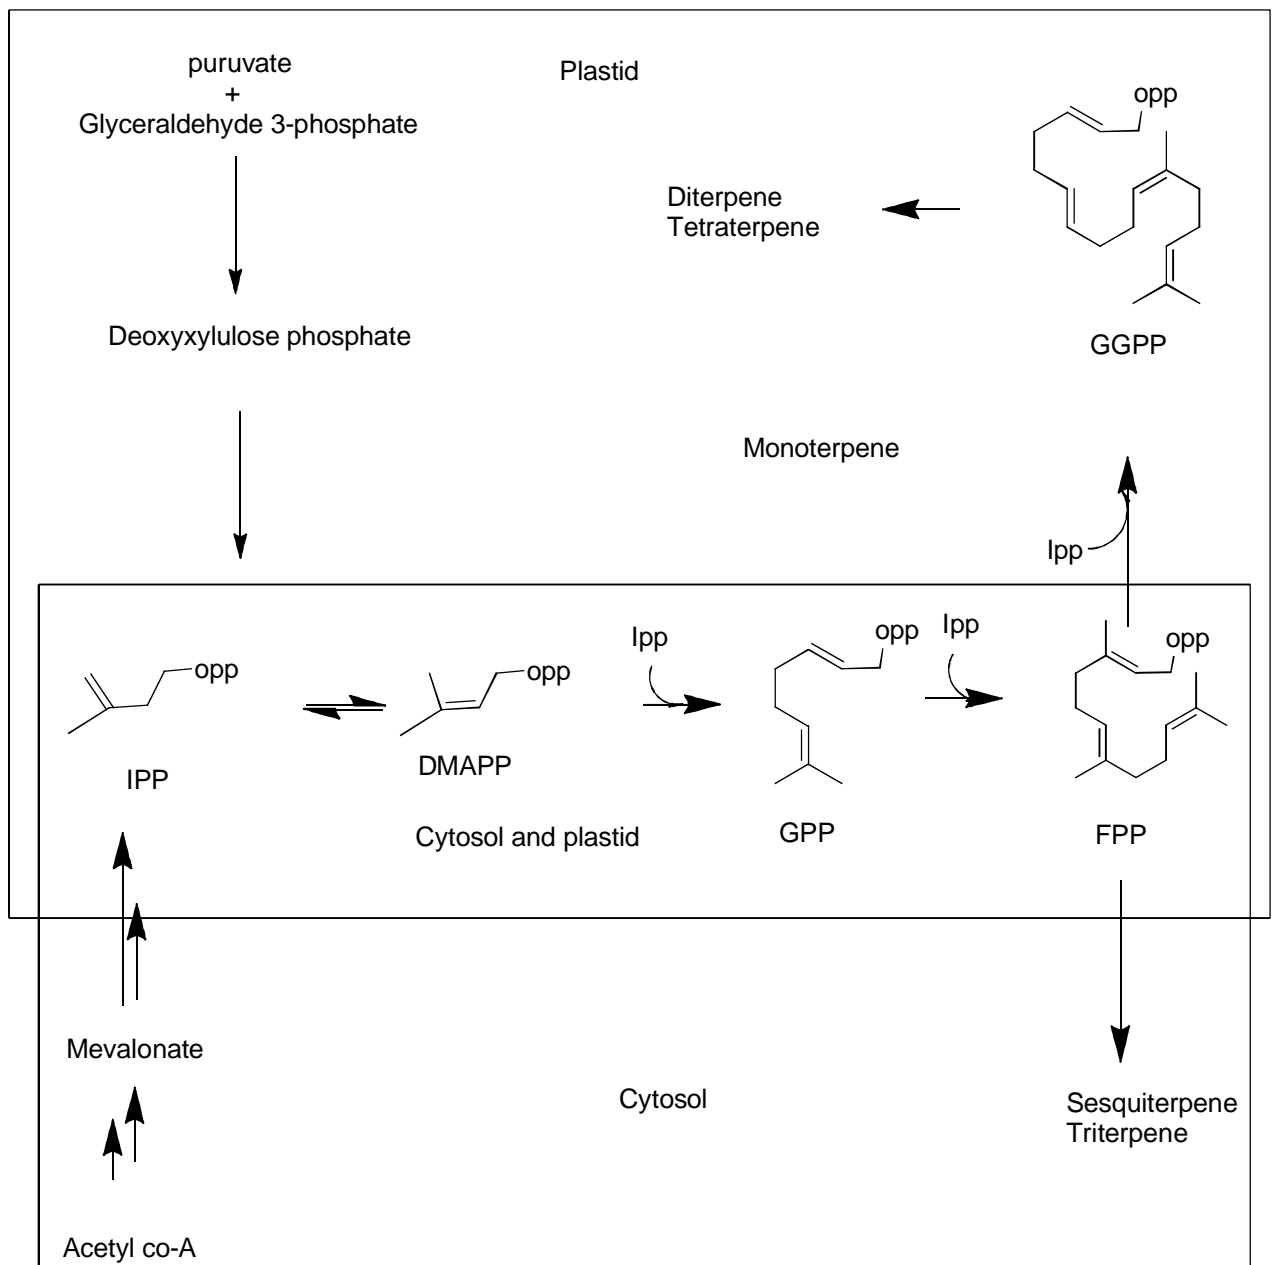 puruvate
+
Glyceraldehyde 3-phosphate
Plastid
opp
Diterpene
Tetraterpene
Deoxyxylulose phosphate
GGPP
Monoterpene
Ipp
opp
IPP
opp
DMAPP
Ipp
opp
GPP
Ipp
opp
FPP
Cytosol and plastid
Mevalonate
Cytosol
Sesquiterpene
Triterpene
Acetyl co-A